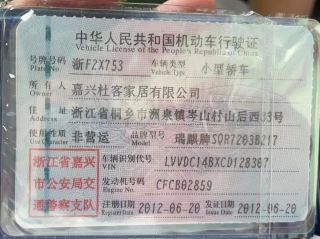 中华人民共和国机动车行驶证
Vehicle License of the People's Republic of China
号牌号码 浙F2X753 车辆类型 小型轿车
Plate No. Vehicle Type
所有人 嘉兴杜客家居有限公司
Owner
住址 浙江省桐乡市洲泉镇岑山村山后西33号
Address
使用性质 非营运 品牌型号 瑞麒牌SQR7203B217
Use Character Model
浙江省嘉兴
市公安局交
通警察支队
车辆识别代号 LVVDC14BXCD128307
VIN
发动机号码 CFCB02859
Engine No.
注册日期 2012-06-20 发证日期 2012-06-20
Register Date Issue Date